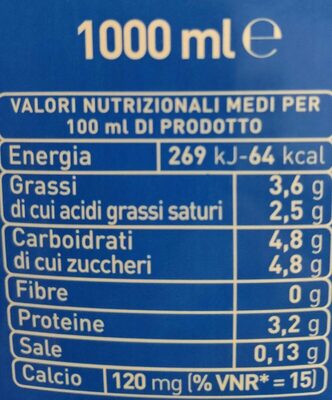 1000 ml ℮
VALORI NUTRIZIONALI MEDI PER
100 ml DI PRODOTTO
Energia 269 kJ-64 kcal
Grassi 3,6 g
di cui acidi grassi saturi 2,5 g
Carboidrati 4,8 g
di cui zuccheri 4,8 g
Fibre 0 g
Proteine 3,2 g
Sale 0,13 g
Calcio 120 mg (% VNR* = 15)